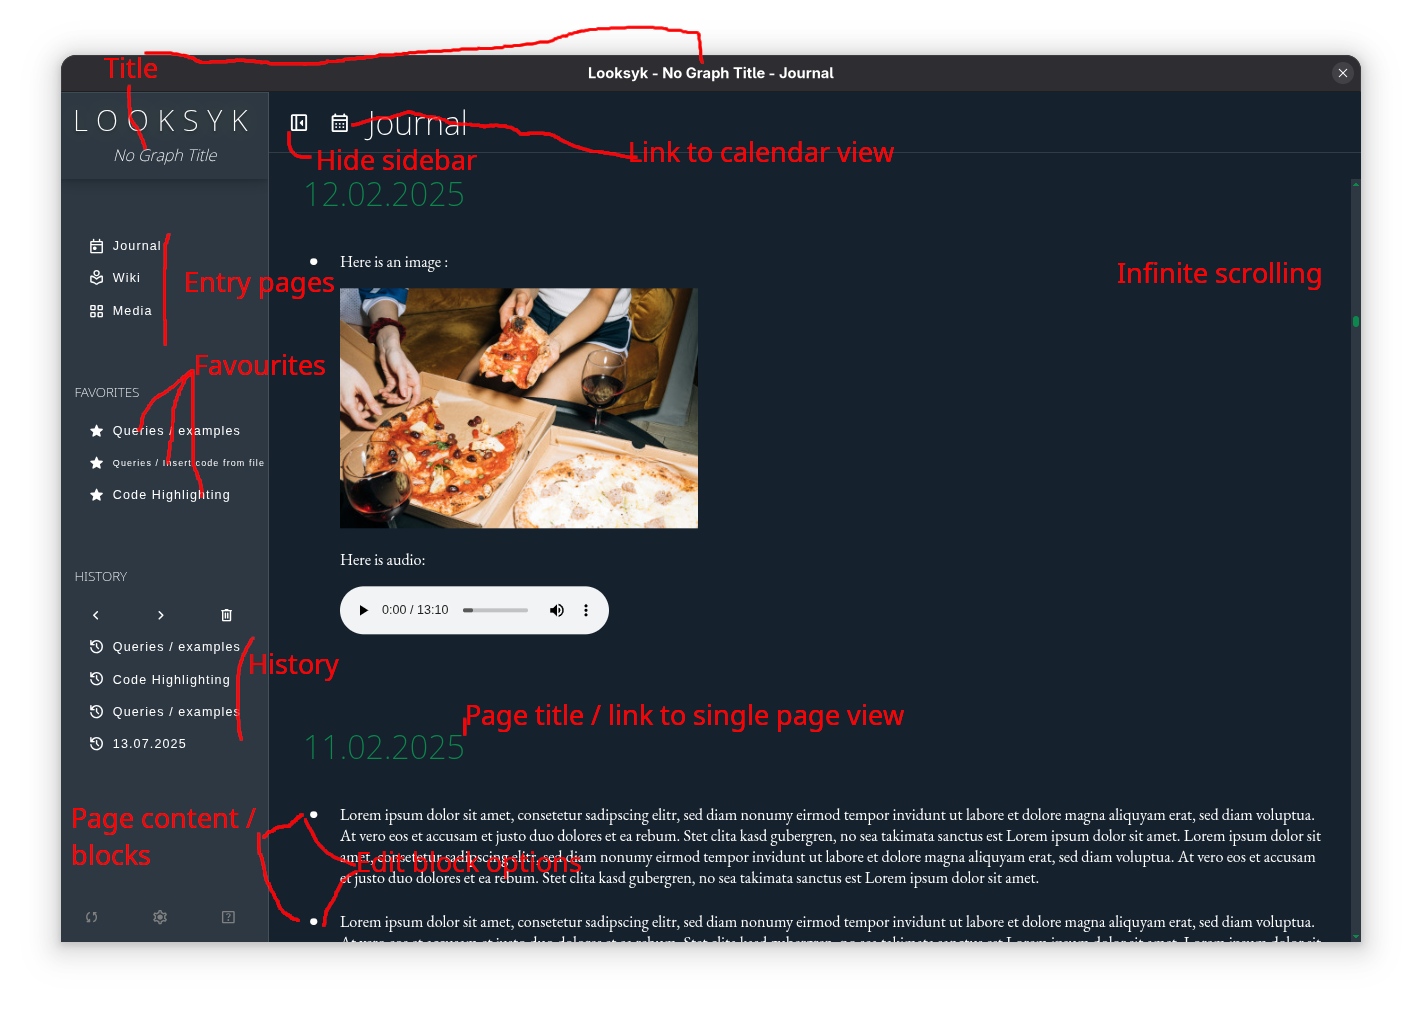 Title
Looksyk - No Graph Title - Journal
LOOKSYK
No Graph Title
Journal
Hide sidebar
Link to calendar view
12.02.2025
Journal
Wiki
Media
Entry pages
Here is an image :
Infinite scrolling
Favourites
FAVORITES
Queries / examples
Queries / Insert code from file
Code Highlighting
Here is audio:
0:00 / 13:10
HISTORY
Queries / examples
Code Highlighting
Queries / examples
13.07.2025
History
Page title / link to single page view
11.02.2025
Page content /
blocks
Edit block options
Lorem ipsum dolor sit amet, consetetur sadipscing elitr, sed diam nonumy eirmod tempor invidunt ut labore et dolore magna aliquyam erat, sed diam voluptua.
At vero eos et accusam et justo duo dolores et ea rebum. Stet clita kasd gubergren, no sea takimata sanctus est Lorem ipsum dolor sit amet. Lorem ipsum dolor sit
amet, consetetur sadipscing elitr, sed diam nonumy eirmod tempor invidunt ut labore et dolore magna aliquyam erat, sed diam voluptua. At vero eos et accusam
et justo duo dolores et ea rebum. Stet clita kasd gubergren, no sea takimata sanctus est Lorem ipsum dolor sit amet.
Lorem ipsum dolor sit amet, consetetur sadipscing elitr, sed diam nonumy eirmod tempor invidunt ut labore et dolore magna aliquyam erat, sed diam voluptua.